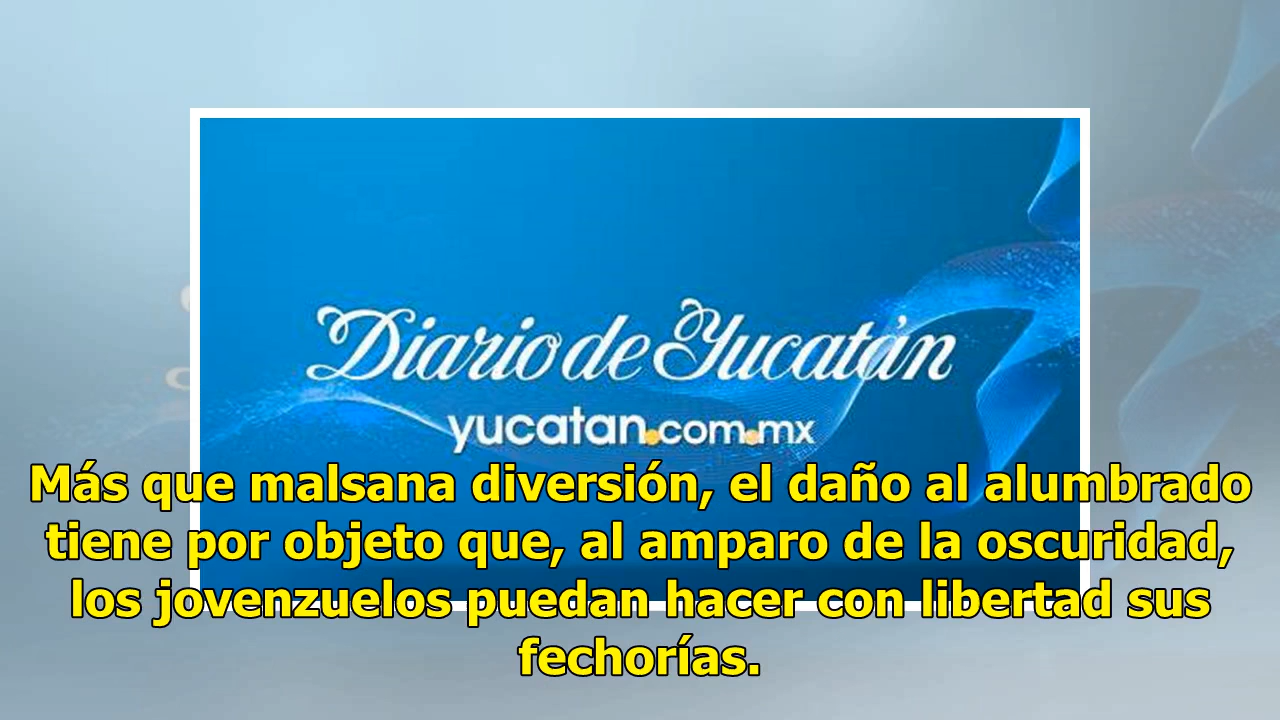 Diario de Yucatán
yucatan.com.mx
Más que malsana diversión, el daño al alumbrado
tiene por objeto que, al amparo de la oscuridad,
los jovenzuelos puedan hacer con libertad sus
fechorías.